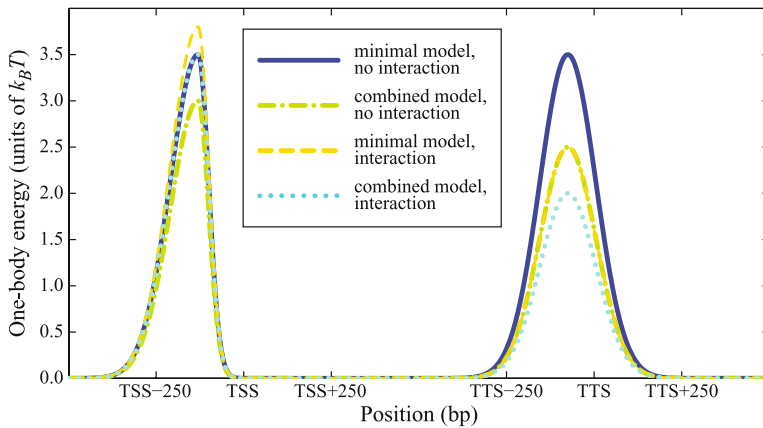 One-body energy (units of k_BT)
3.5
3.0
2.5
2.0
1.5
1.0
0.5
0.0
minimal model,
no interaction
combined model,
no interaction
minimal model,
interaction
combined model,
interaction
TSS−250
TSS
TSS+250
TTS−250
TTS
TTS+250
Position (bp)